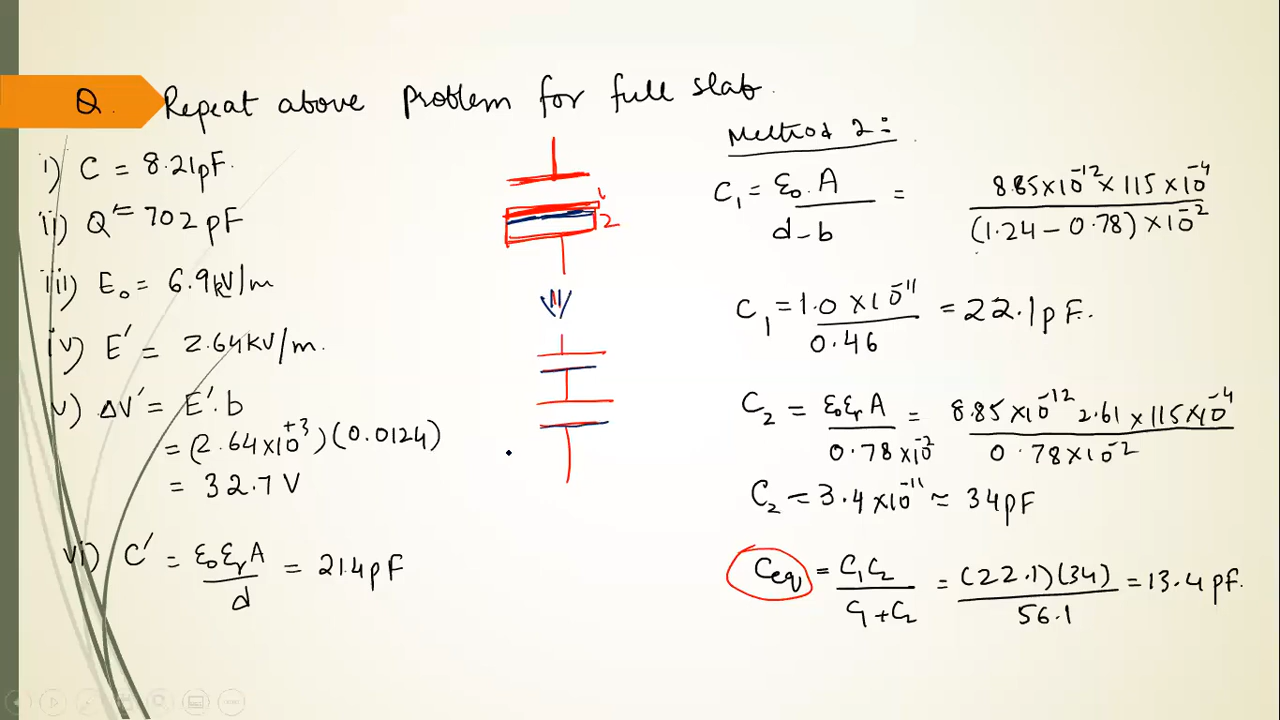 Q. Repeat above problem for full slab.
i) C = 8.21pF.
ii) Q' = 702 pF
iii) E₀ = 6.9kV/m
iv) E' = 2.64kV/m.
v) ΔV' = E'.b
= (2.64×10⁺³)(0.0124)
= 32.7 V
vi) C' = ε₀εᵣA / d = 21.4pF
1
2
Method 2:
C₁ = ε₀.A / d-b = 8.85×10⁻¹² × 115×10⁻⁴ / (1.24 - 0.78)×10⁻²
C₁ = 1.0 ×10⁻¹¹ / 0.46 = 22.1pF.
C₂ = ε₀εᵣA / 0.78×10⁻² = 8.85×10⁻¹² 2.61×115×10⁻⁴ / 0.78×10⁻²
C₂ = 3.4×10⁻¹¹ ≈ 34pF
Ceq = C₁C₂ / C₁+C₂ = (22.1)(34) / 56.1 = 13.4 pF.